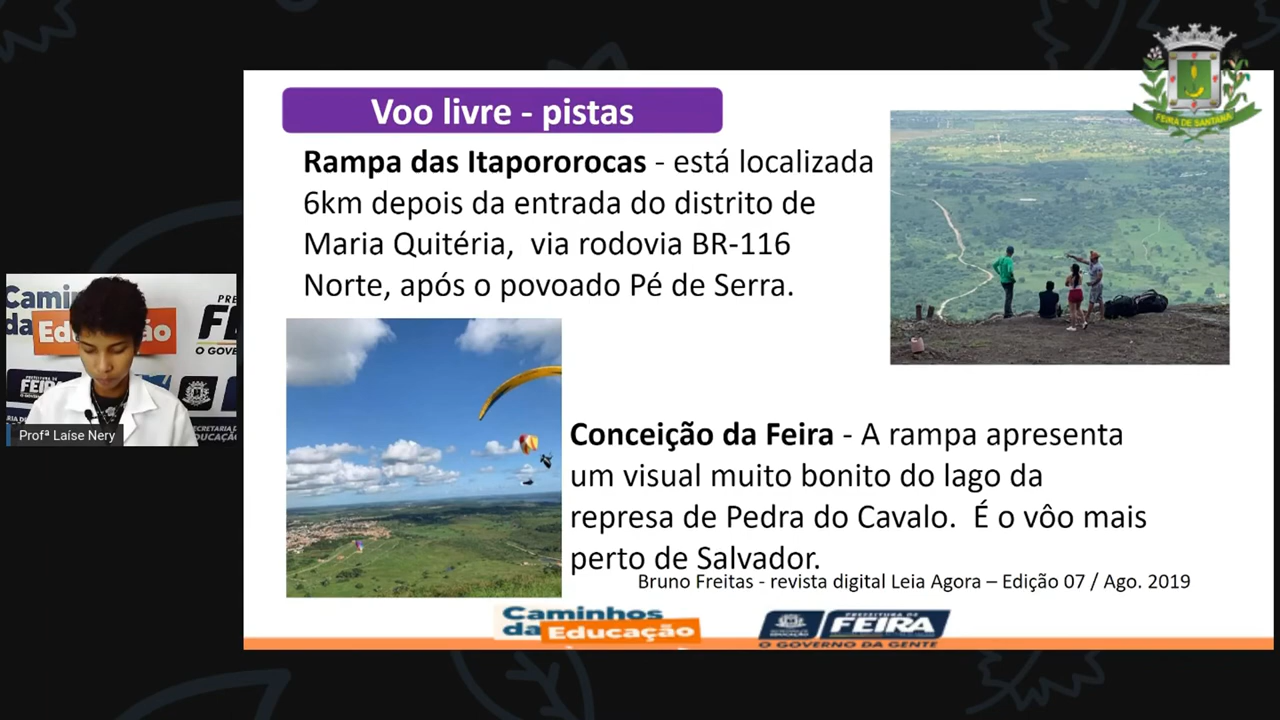 FEIRA DE SANTANA
Voo livre - pistas
Rampa das Itapororocas - está localizada
6km depois da entrada do distrito de
Maria Quitéria,  via rodovia BR-116
Norte, após o povoado Pé de Serra.
Conceição da Feira - A rampa apresenta
um visual muito bonito do lago da
represa de Pedra do Cavalo.  É o vôo mais
perto de Salvador.
Bruno Freitas - revista digital Leia Agora – Edição 07 / Ago. 2019
Profª Laíse Nery
Caminhos
da Educação
PREFEITURA DE
FEIRA
O GOVERNO DA GENTE